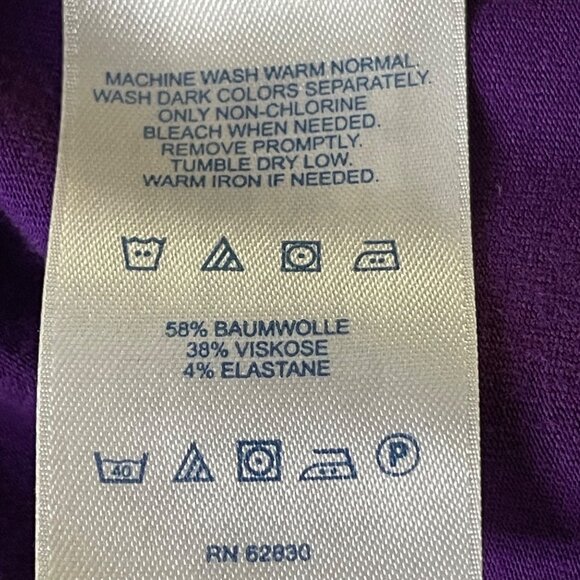 MACHINE WASH WARM NORMAL.
WASH DARK COLORS SEPARATELY.
ONLY NON-CHLORINE
BLEACH WHEN NEEDED.
REMOVE PROMPTLY.
TUMBLE DRY LOW.
WARM IRON IF NEEDED.
58% BAUMWOLLE
38% VISKOSE
4% ELASTANE
40 P
RN 62830